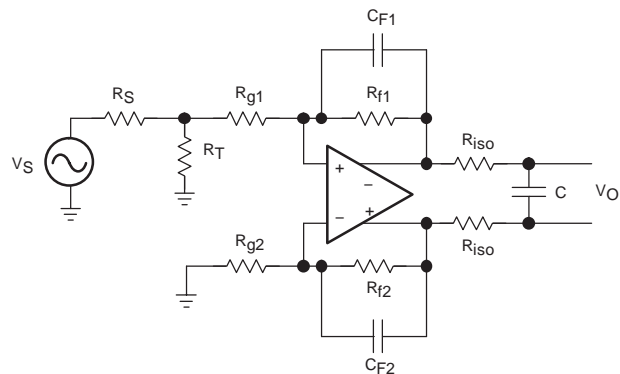 CF1
RS
Rg1
Rf1
Riso
VS
RT
+
−
C
VO
−
+
Rg2
Riso
Rf2
CF2